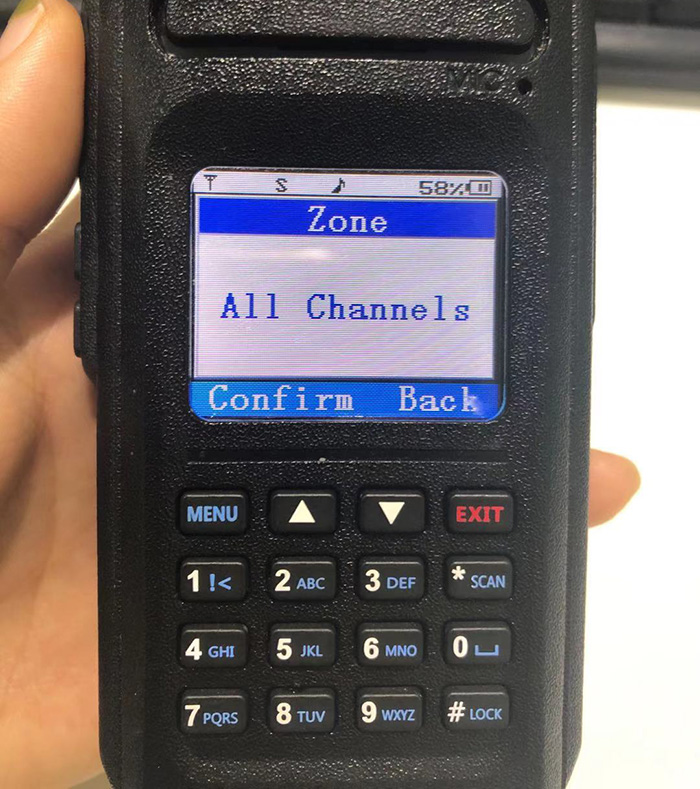 MIC
S 58%
Zone
All Channels
Confirm Back
MENU ▲ ▼ EXIT
1 !< 2 ABC 3 DEF * SCAN
4 GHI 5 JKL 6 MNO 0 ⎵
7 PQRS 8 TUV 9 WXYZ # LOCK